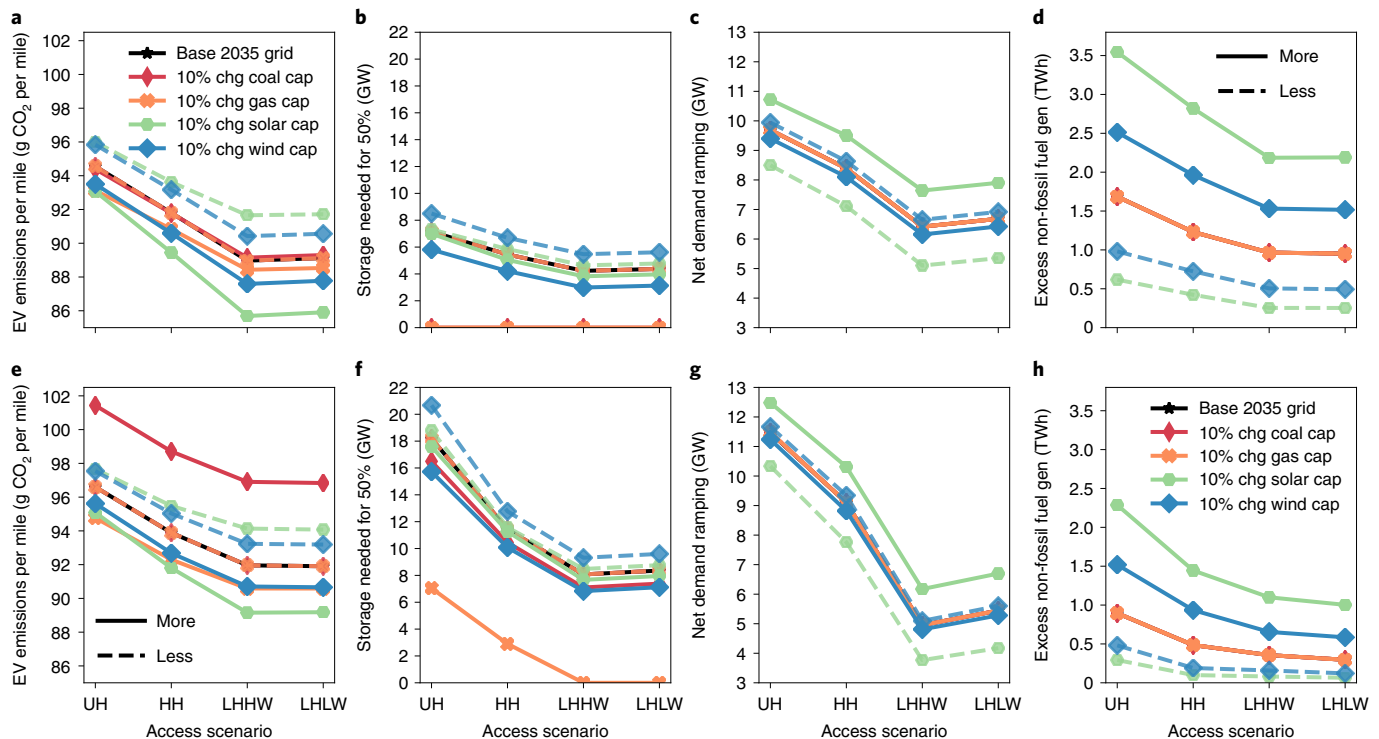 a
EV emissions per mile (g CO2 per mile)
102
100
98
96
94
92
90
88
86
Base 2035 grid
10% chg coal cap
10% chg gas cap
10% chg solar cap
10% chg wind cap
b
Storage needed for 50% (GW)
22
20
18
16
14
12
10
8
6
4
2
0
c
Net demand ramping (GW)
13
12
11
10
9
8
7
6
5
4
3
d
Excess non-fossil fuel gen (TWh)
3.5
3.0
2.5
2.0
1.5
1.0
0.5
0
More
Less
e
EV emissions per mile (g CO2 per mile)
102
100
98
96
94
92
90
88
86
More
Less
UH HH LHHW LHLW
Access scenario
f
Storage needed for 50% (GW)
22
20
18
16
14
12
10
8
6
4
2
0
UH HH LHHW LHLW
Access scenario
g
Net demand ramping (GW)
13
12
11
10
9
8
7
6
5
4
3
UH HH LHHW LHLW
Access scenario
h
Excess non-fossil fuel gen (TWh)
3.5
3.0
2.5
2.0
1.5
1.0
0.5
0
Base 2035 grid
10% chg coal cap
10% chg gas cap
10% chg solar cap
10% chg wind cap
UH HH LHHW LHLW
Access scenario